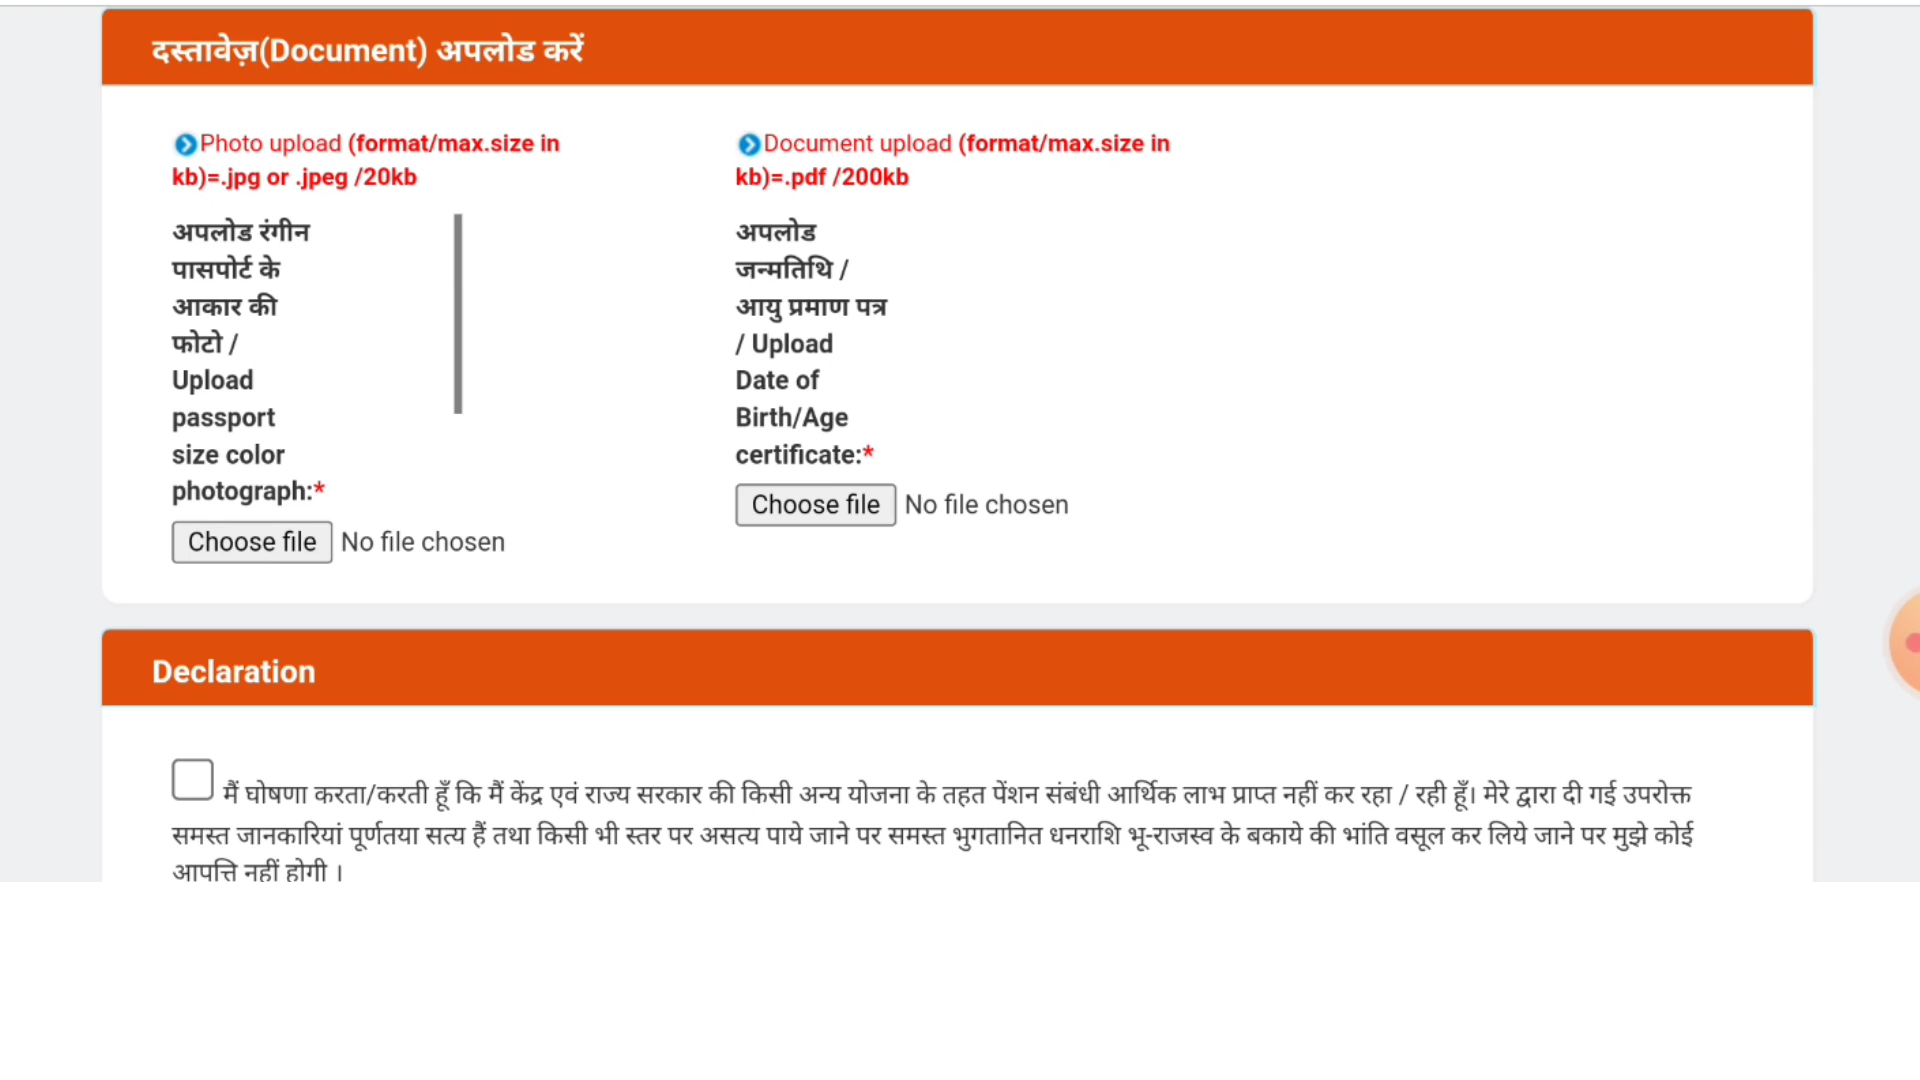 दस्तावेज़(Document) अपलोड करें
Photo upload (format/max.size in
kb)=.jpg or .jpeg /20kb
अपलोड रंगीन
पासपोर्ट के
आकार की
फोटो /
Upload
passport
size color
photograph:*
Choose file No file chosen
Document upload (format/max.size in
kb)=.pdf /200kb
अपलोड
जन्मतिथि /
आयु प्रमाण पत्र
/ Upload
Date of
Birth/Age
certificate:*
Choose file No file chosen
Declaration
मैं घोषणा करता/करती हूँ कि मैं केंद्र एवं राज्य सरकार की किसी अन्य योजना के तहत पेंशन संबंधी आर्थिक लाभ प्राप्त नहीं कर रहा / रही हूँ। मेरे द्वारा दी गई उपरोक्त
समस्त जानकारियां पूर्णतया सत्य हैं तथा किसी भी स्तर पर असत्य पाये जाने पर समस्त भुगतानित धनराशि भू-राजस्व के बकाये की भांति वसूल कर लिये जाने पर मुझे कोई
आपत्ति नहीं होगी ।